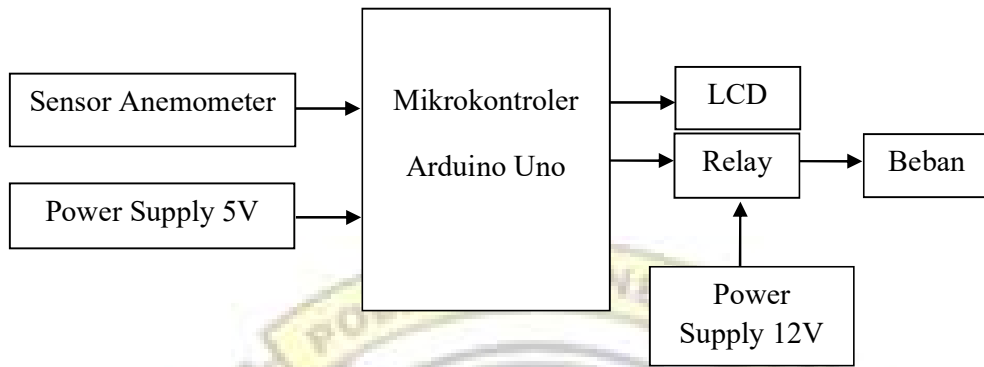 Sensor Anemometer
Power Supply 5V
Mikrokontroler
Arduino Uno
LCD
Relay
Beban
Power
Supply 12V